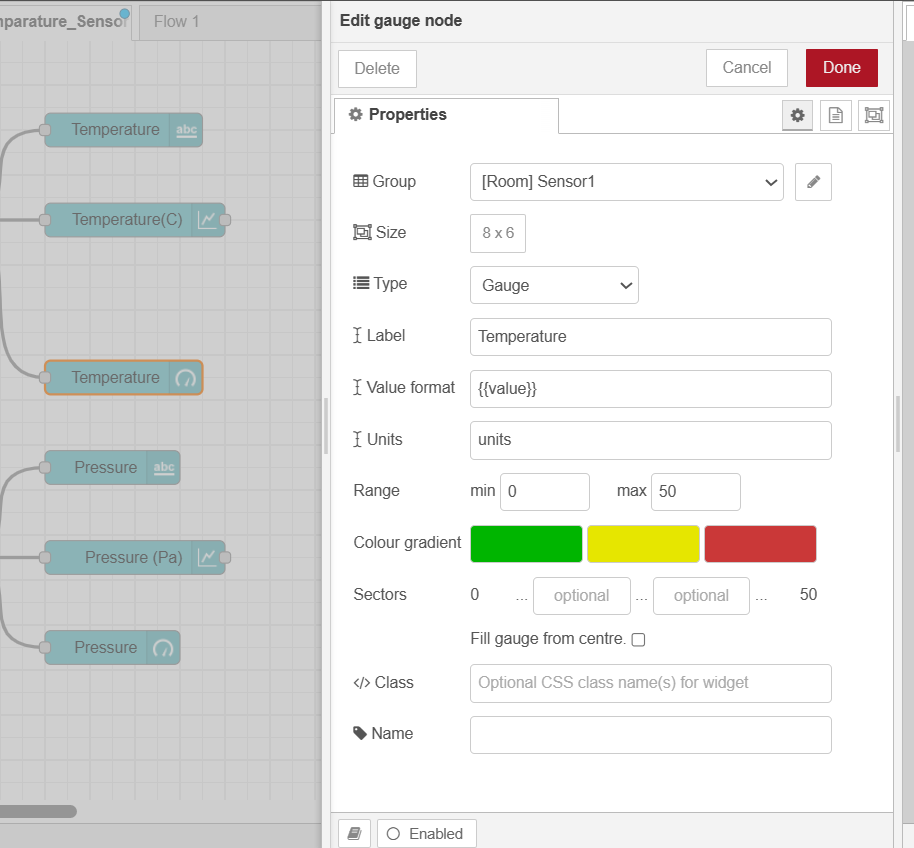 mparature_Sensor
Flow 1
Temperature abc
Temperature(C)
Temperature
Pressure abc
Pressure (Pa)
Pressure
Edit gauge node
Delete
Cancel
Done
Properties
Group
[Room] Sensor1
Size
8 x 6
Type
Gauge
Label
Temperature
Value format
{{value}}
Units
units
Range
min 0
max 50
Colour gradient
Sectors
0 ... optional ... optional ... 50
Fill gauge from centre.
</> Class
Optional CSS class name(s) for widget
Name
Enabled